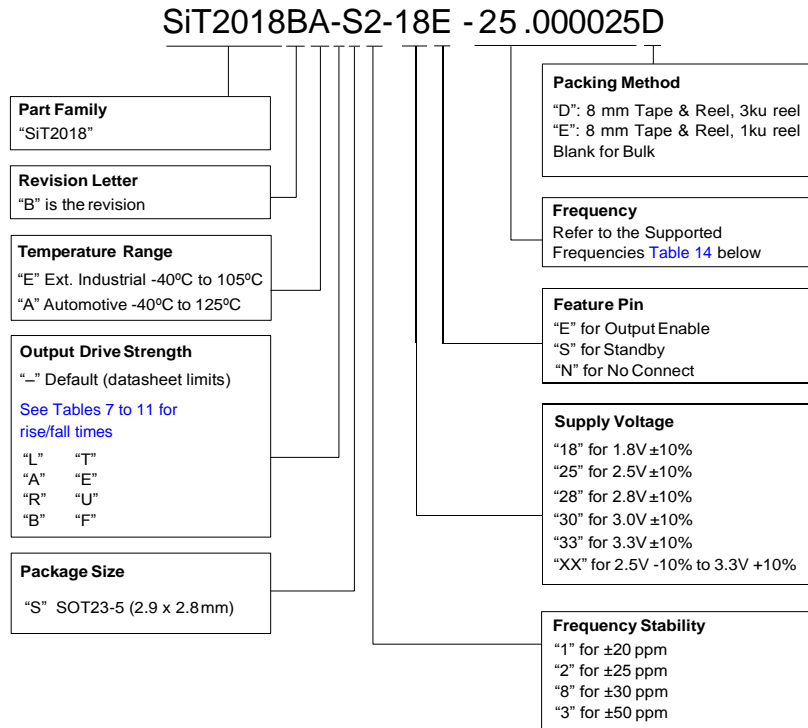 SiT2018BA-S2-18E -25.000025D
Part Family
“SiT2018”
Revision Letter
“B” is the revision
Temperature Range
“E” Ext. Industrial -40ºC to 105ºC
“A” Automotive -40ºC to 125ºC
Output Drive Strength
“–” Default (datasheet limits)
See Tables 7 to 11 for
rise/fall times
“L” “T”
“A” “E”
“R” “U”
“B” “F”
Package Size
“S” SOT23-5 (2.9 x 2.8mm)
Packing Method
“D”: 8 mm Tape & Reel, 3ku reel
“E”: 8 mm Tape & Reel, 1ku reel
Blank for Bulk
Frequency
Refer to the Supported
Frequencies Table 14 below
Feature Pin
“E” for Output Enable
“S” for Standby
“N” for No Connect
Supply Voltage
“18” for 1.8V ±10%
“25” for 2.5V ±10%
“28” for 2.8V ±10%
“30” for 3.0V ±10%
“33” for 3.3V ±10%
“XX” for 2.5V -10% to 3.3V +10%
Frequency Stability
“1” for ±20 ppm
“2” for ±25 ppm
“8” for ±30 ppm
“3” for ±50 ppm